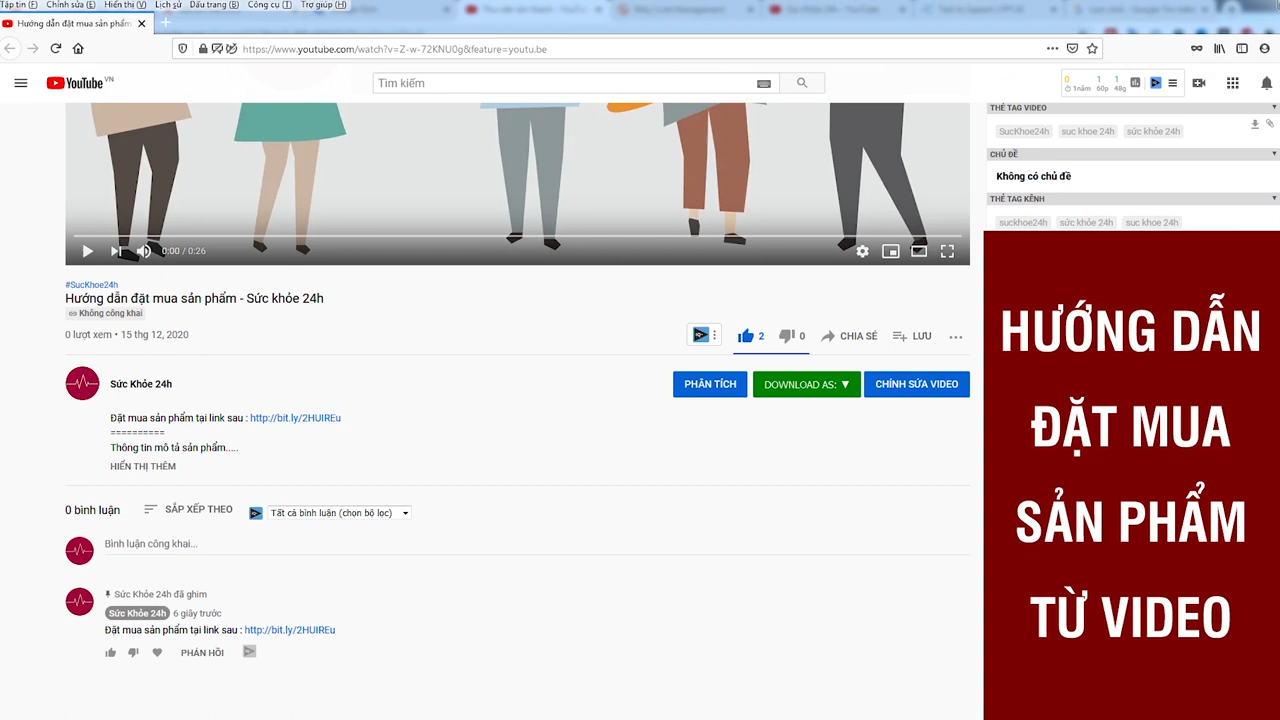 Tập tin (F) Chỉnh sửa (E) Hiển thị (V) Lịch sử Dấu trang (B) Công cụ (T) Trợ giúp (H)
Hướng dẫn đặt mua sản phẩm
https://www.youtube.com/watch?v=Z-w-72KNU0g&feature=youtu.be
YouTube VN
Tìm kiếm
0 1 1
1năm 60p 48g
THẺ TAG VIDEO
SucKhoe24h suc khoe 24h sức khỏe 24h
CHỦ ĐỀ
Không có chủ đề
THẺ TAG KÊNH
suckhoe24h sức khỏe 24h suc khoe 24h
0:00 / 0:26
#SucKhoe24h
Hướng dẫn đặt mua sản phẩm - Sức khỏe 24h
Không công khai
0 lượt xem • 15 thg 12, 2020
2 0 CHIA SẺ LƯU
Sức Khỏe 24h
PHÂN TÍCH DOWNLOAD AS: ▼ CHỈNH SỬA VIDEO
Đặt mua sản phẩm tại link sau : http://bit.ly/2HUIREu
==========
Thông tin mô tả sản phẩm.....
HIỂN THỊ THÊM
0 bình luận SẮP XẾP THEO Tất cả bình luận (chọn bộ lọc)
Bình luận công khai...
Sức Khỏe 24h đã ghim
Sức Khỏe 24h 6 giây trước
Đặt mua sản phẩm tại link sau : http://bit.ly/2HUIREu
PHẢN HỒI
HƯỚNG DẪN
ĐẶT MUA
SẢN PHẨM
TỪ VIDEO